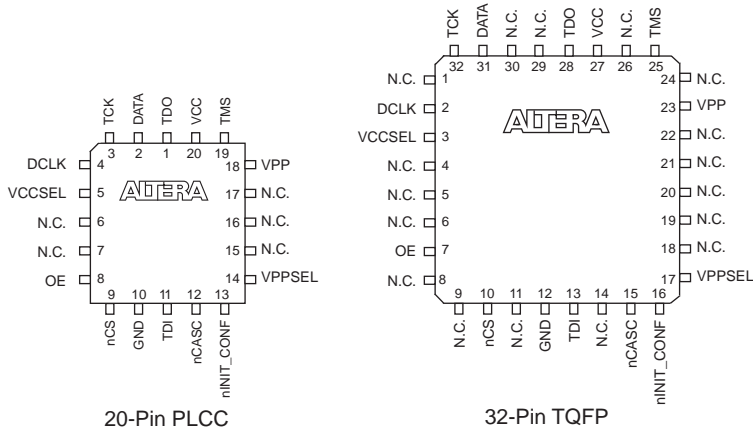 TCK
DATA
TDO
VCC
TMS
3
2
1
20
19
DCLK 4
VCCSEL 5
N.C. 6
N.C. 7
OE 8
ALTERA
18 VPP
17 N.C.
16 N.C.
15 N.C.
14 VPPSEL
9
10
11
12
13
nCS
GND
TDI
nCASC
nINIT_CONF
20-Pin PLCC
TCK
DATA
N.C.
N.C.
TDO
VCC
N.C.
TMS
32
31
30
29
28
27
26
25
N.C. 1
DCLK 2
VCCSEL 3
N.C. 4
N.C. 5
N.C. 6
OE 7
N.C. 8
ALTERA
24 N.C.
23 VPP
22 N.C.
21 N.C.
20 N.C.
19 N.C.
18 N.C.
17 VPPSEL
9
10
11
12
13
14
15
16
N.C.
nCS
N.C.
GND
TDI
N.C.
nCASC
nINIT_CONF
32-Pin TQFP